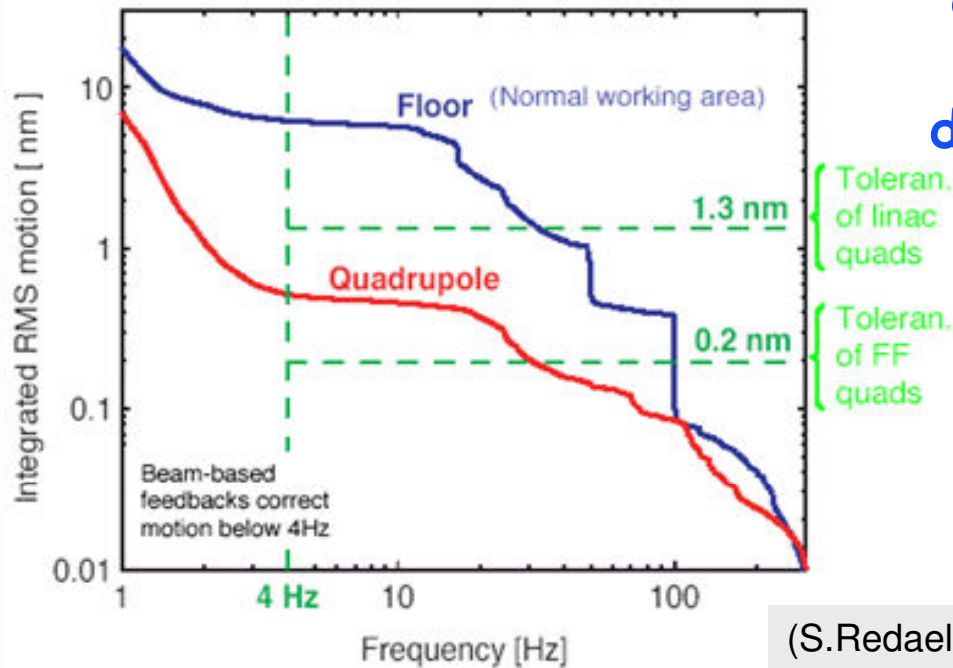 Integrated RMS motion [ nm ]
10
1
0.1
0.01
Floor (Normal working area)
1.3 nm
Quadrupole
0.2 nm
Beam-based
feedbacks correct
motion below 4Hz
1
4 Hz
10
100
Frequency [Hz]
Toleran.
of linac
quads
Toleran.
of FF
quads
d
(S.Redael